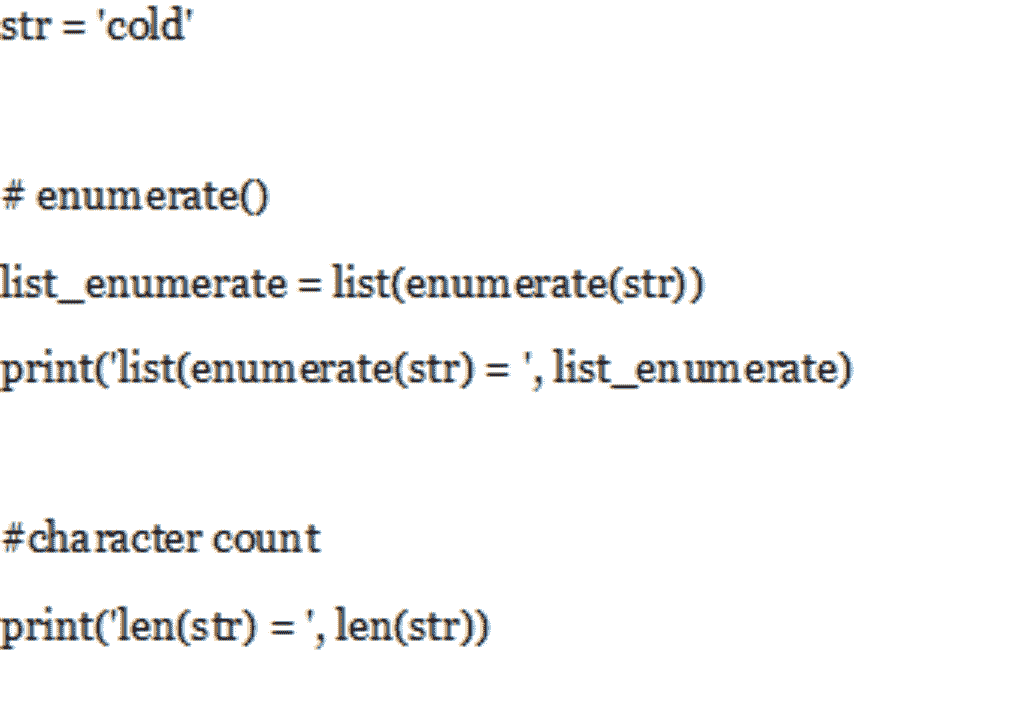 str = 'cold'
# enumerate()
list_enumerate = list(enumerate(str))
print('list(enumerate(str) = ', list_enumerate)
#character count
print('len(str) = ', len(str))